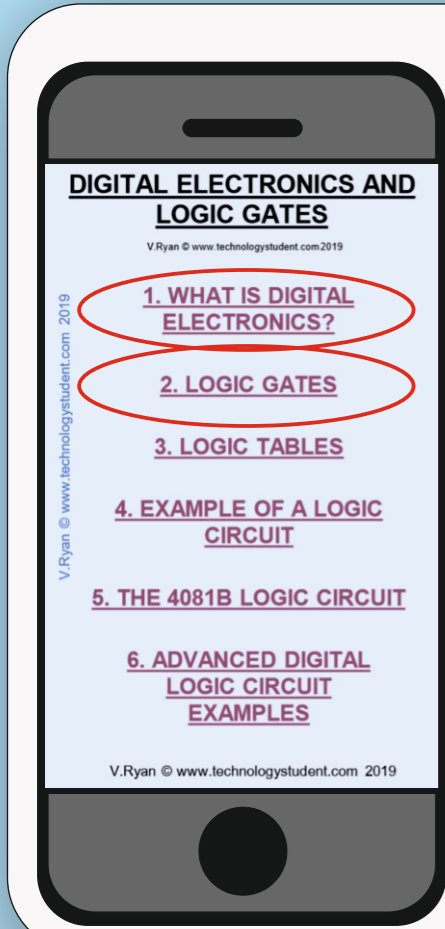 DIGITAL ELECTRONICS AND
LOGIC GATES
V.Ryan © www.technologystudent.com 2019
V.Ryan © www.technologystudent.com 2019
1. WHAT IS DIGITAL
ELECTRONICS?
2. LOGIC GATES
3. LOGIC TABLES
4. EXAMPLE OF A LOGIC
CIRCUIT
5. THE 4081B LOGIC CIRCUIT
6. ADVANCED DIGITAL
LOGIC CIRCUIT
EXAMPLES
V.Ryan © www.technologystudent.com 2019